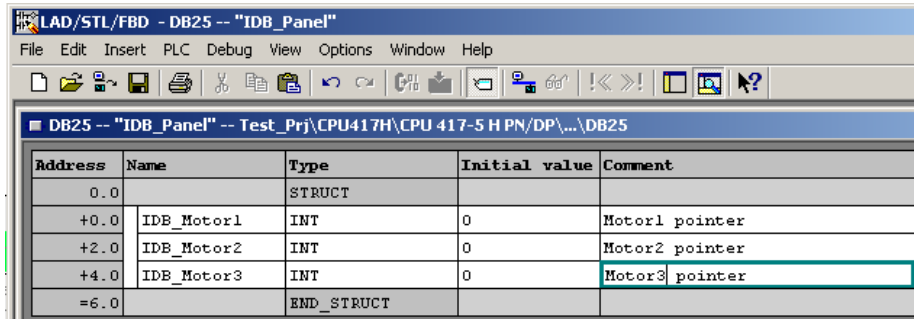 LAD/STL/FBD - DB25 -- "IDB_Panel"
File Edit Insert PLC Debug View Options Window Help
DB25 -- "IDB_Panel" -- Test_Prj\CPU417H\CPU 417-5 H PN/DP\...\DB25
Address Name Type Initial value Comment
0.0 STRUCT
+0.0 IDB_Motor1 INT 0 Motor1 pointer
+2.0 IDB_Motor2 INT 0 Motor2 pointer
+4.0 IDB_Motor3 INT 0 Motor3 pointer
=6.0 END_STRUCT